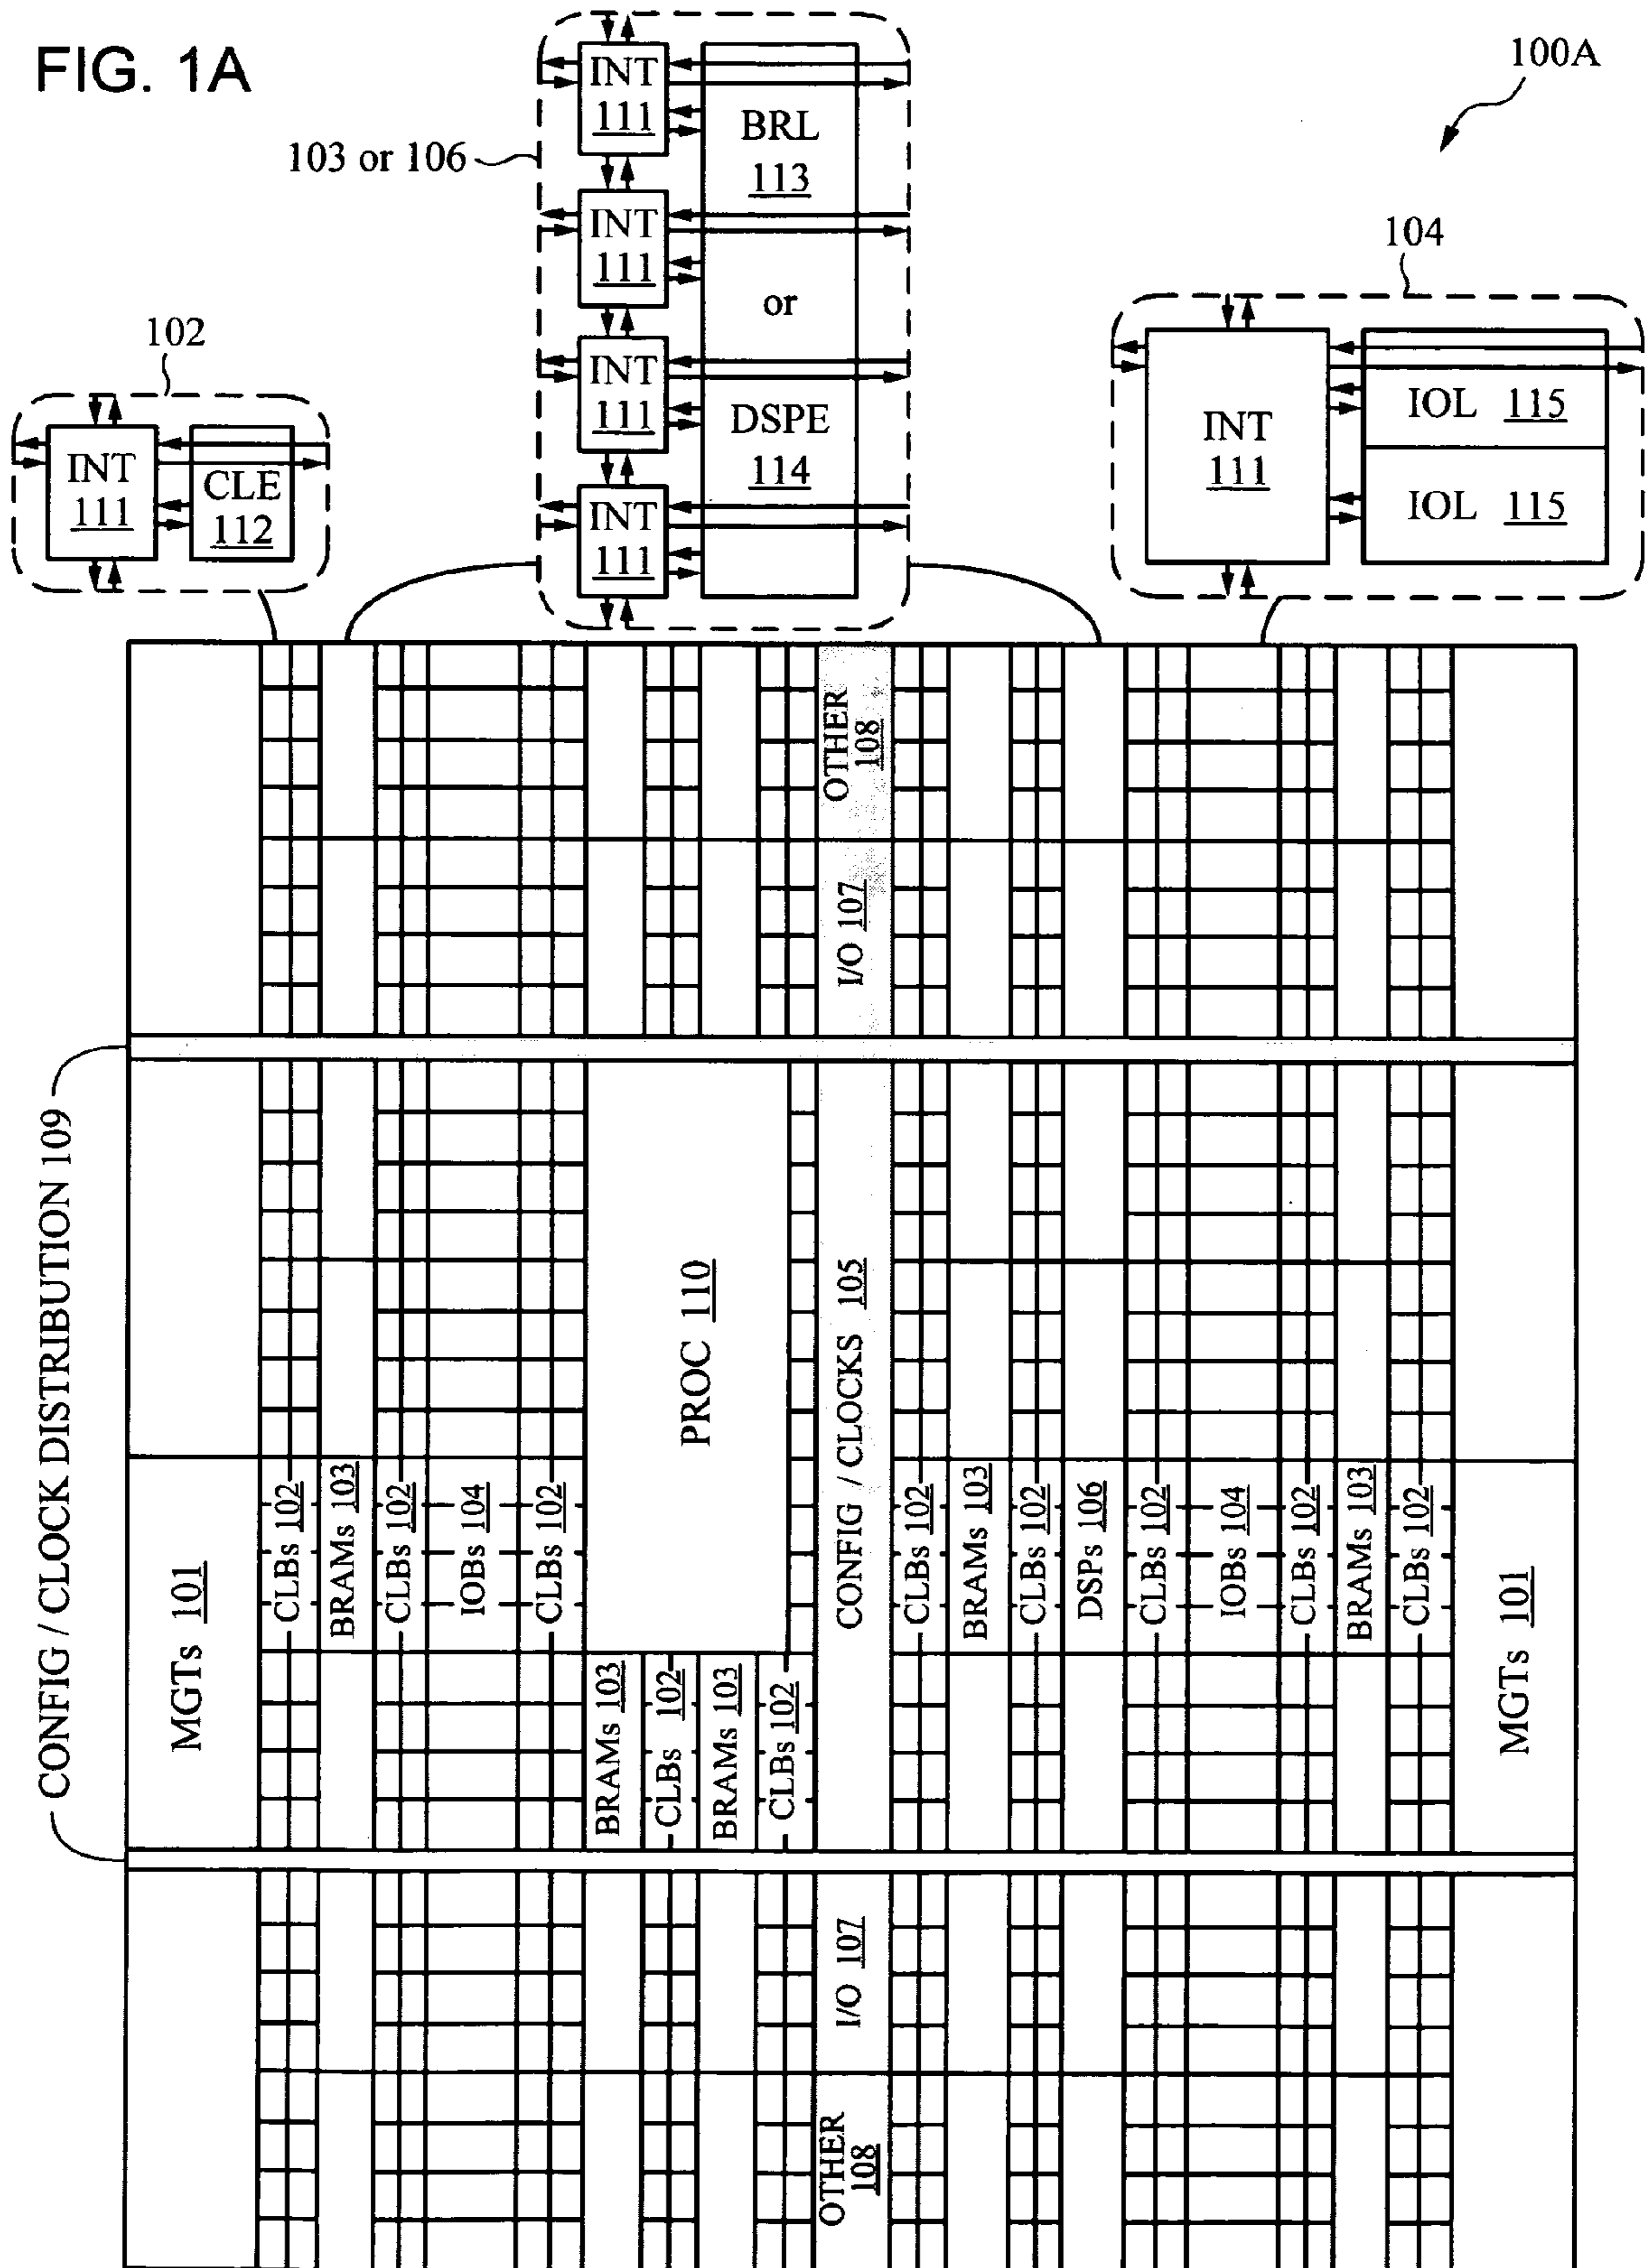 FIG. 1A
100A
103 or 106
INT
111
INT
111
INT
111
INT
111
BRL
113
or
DSPE
114
104
INT
111
IOL 115
IOL 115
102
INT
111
CLE
112
OTHER
108
I/O 107
CONFIG / CLOCK DISTRIBUTION 109
PROC 110
CONFIG / CLOCKS 105
MGTs 101
CLBs 102
BRAMs 103
CLBs 102
IOBs 104
CLBs 102
BRAMs 103
CLBs 102
BRAMs 103
CLBs 102
CLBs 102
BRAMs 103
CLBs 102
DSPs 106
CLBs 102
IOBs 104
CLBs 102
BRAMs 103
CLBs 102
MGTs 101
I/O 107
OTHER
108